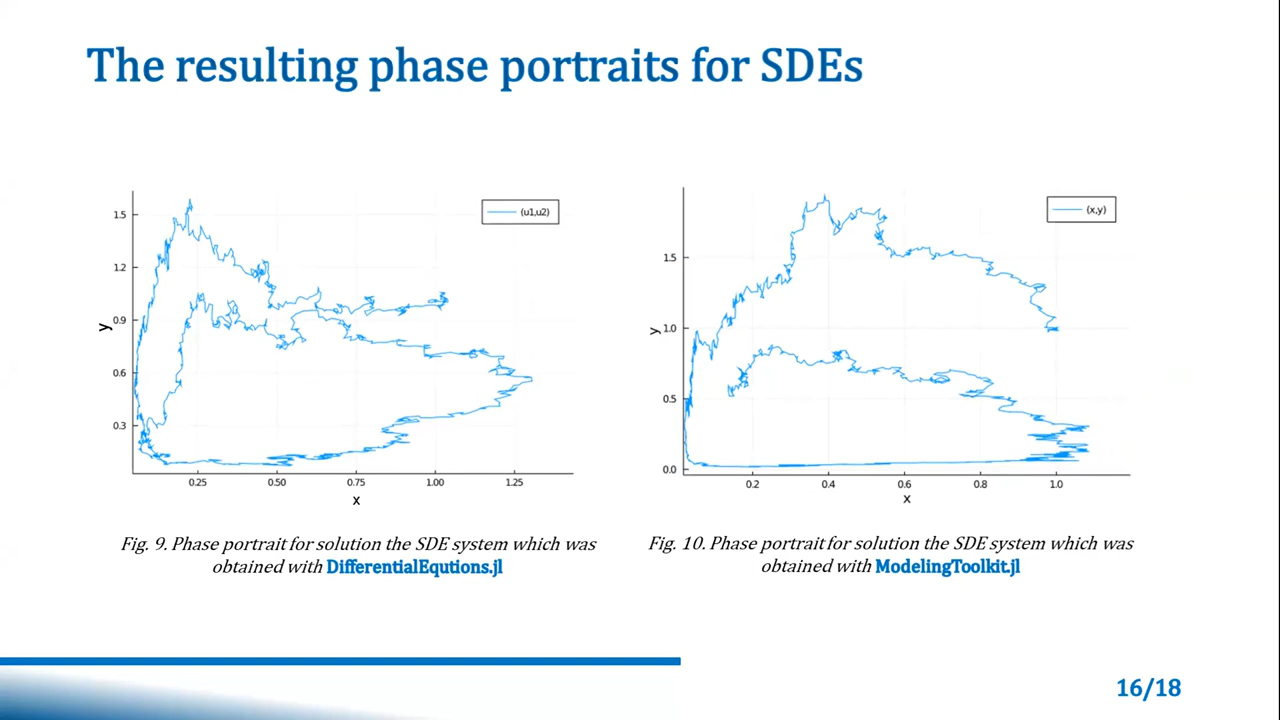 The resulting phase portraits for SDEs
1.5
1.2
0.9
0.6
0.3
y
0.25
0.50
0.75
1.00
1.25
x
(u1,u2)
Fig. 9. Phase portrait for solution the SDE system which was
obtained with DifferentialEqutions.jl
1.5
1.0
0.5
0.0
y
0.2
0.4
0.6
0.8
1.0
x
(x,y)
Fig. 10. Phase portrait for solution the SDE system which was
obtained with ModelingToolkit.jl
16/18